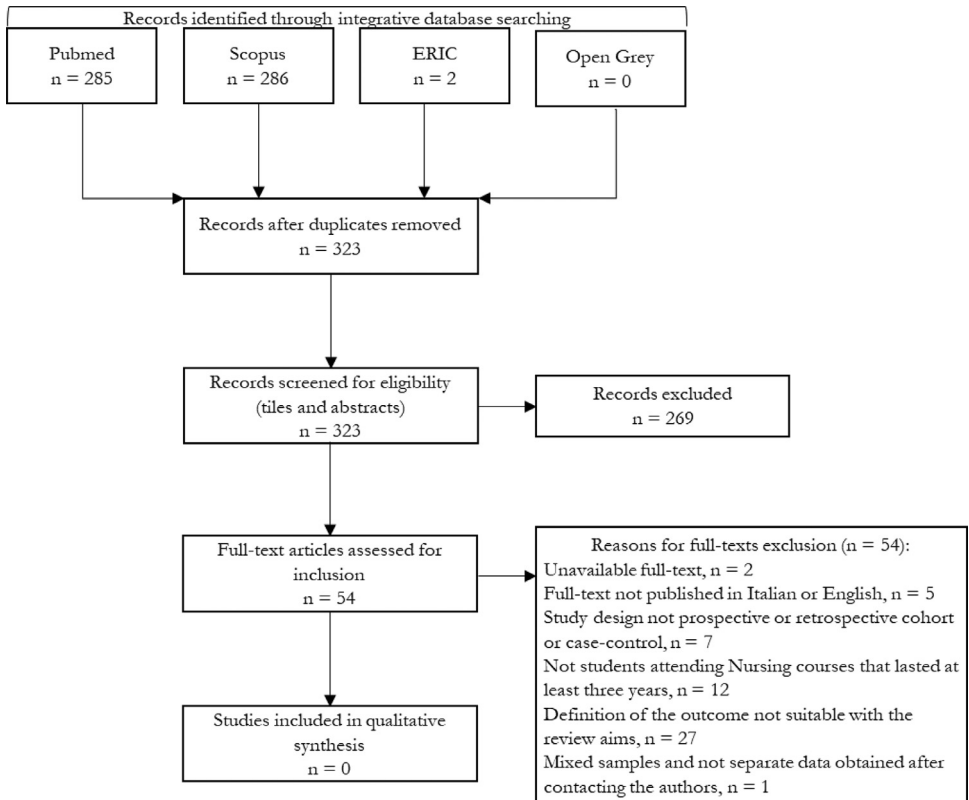 Records identified through integrative database searching
Pubmed
n = 285
Scopus
n = 286
ERIC
n = 2
Open Grey
n = 0
Records after duplicates removed
n = 323
Records screened for eligibility
(tiles and abstracts)
n = 323
Records excluded
n = 269
Full-text articles assessed for
inclusion
n = 54
Reasons for full-texts exclusion (n = 54):
Unavailable full-text, n = 2
Full-text not published in Italian or English, n = 5
Study design not prospective or retrospective cohort
or case-control, n = 7
Not students attending Nursing courses that lasted at
least three years, n = 12
Definition of the outcome not suitable with the
review aims, n = 27
Mixed samples and not separate data obtained after
contacting the authors, n = 1
Studies included in qualitative
synthesis
n = 0